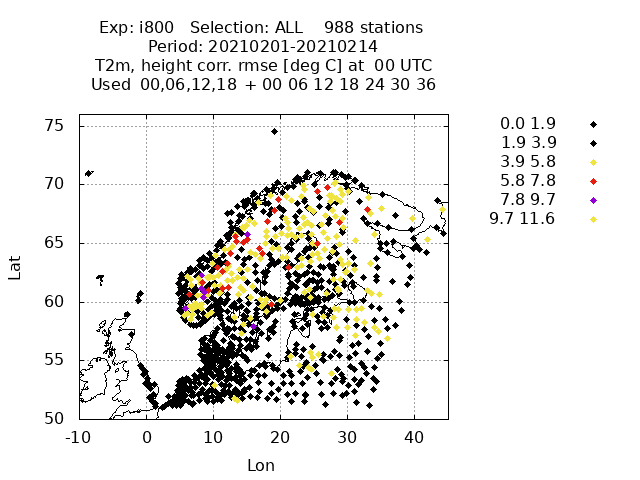 Exp: i800 Selection: ALL 988 stations
Period: 20210201-20210214
T2m, height corr. rmse [deg C] at 00 UTC
Used 00,06,12,18 + 00 06 12 18 24 30 36
75
70
65
60
55
50
-10 0 10 20 30 40
Lat
Lon
0.0 1.9
1.9 3.9
3.9 5.8
5.8 7.8
7.8 9.7
9.7 11.6